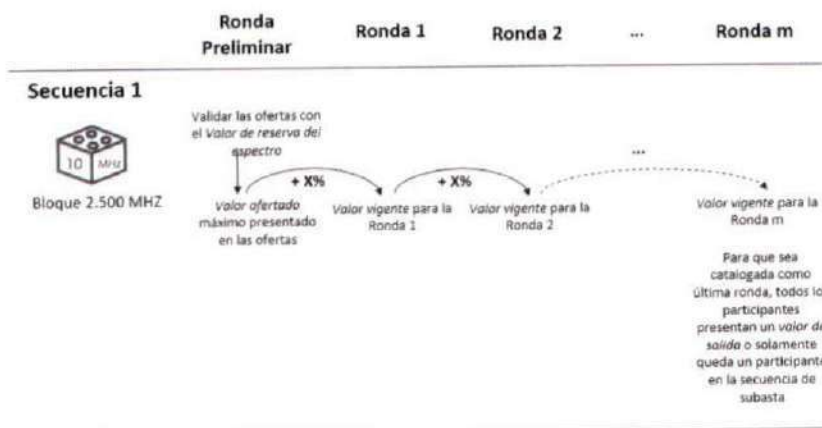 Ronda Preliminar
Ronda 1
Ronda 2
...
Ronda m
Secuencia 1
10 MHz
Bloque 2.500 MHZ
Validar las ofertas con
el Valor de reserva del
espectro
+ X%
+ X%
...
Valor ofertado
máximo presentado
en las ofertas
Valor vigente para la
Ronda 1
Valor vigente para la
Ronda 2
Valor vigente para la
Ronda m
Para que sea
catalogada como
última ronda, todos lo
participantes
presentan un valor de
salida o solamente
queda un participante
en la secuencia de
subasta